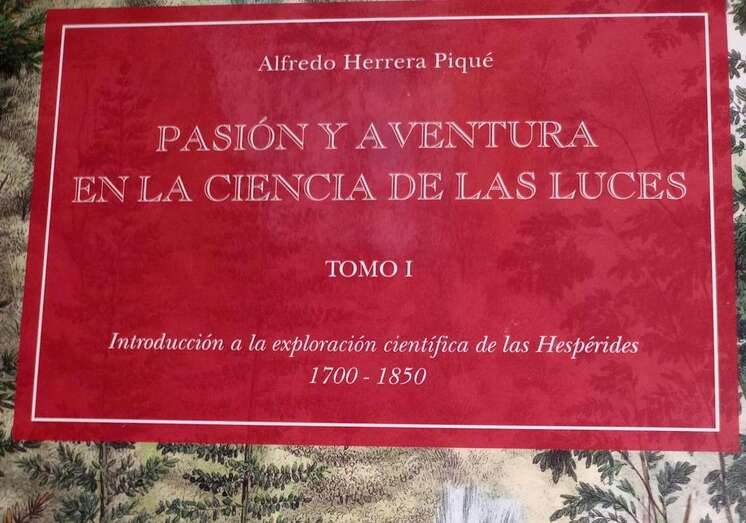 Alfredo Herrera Piqué
PASIÓN Y AVENTURA
EN LA CIENCIA DE LAS LUCES
TOMO I
Introducción a la exploración científica de las Hespérides
1700 - 1850